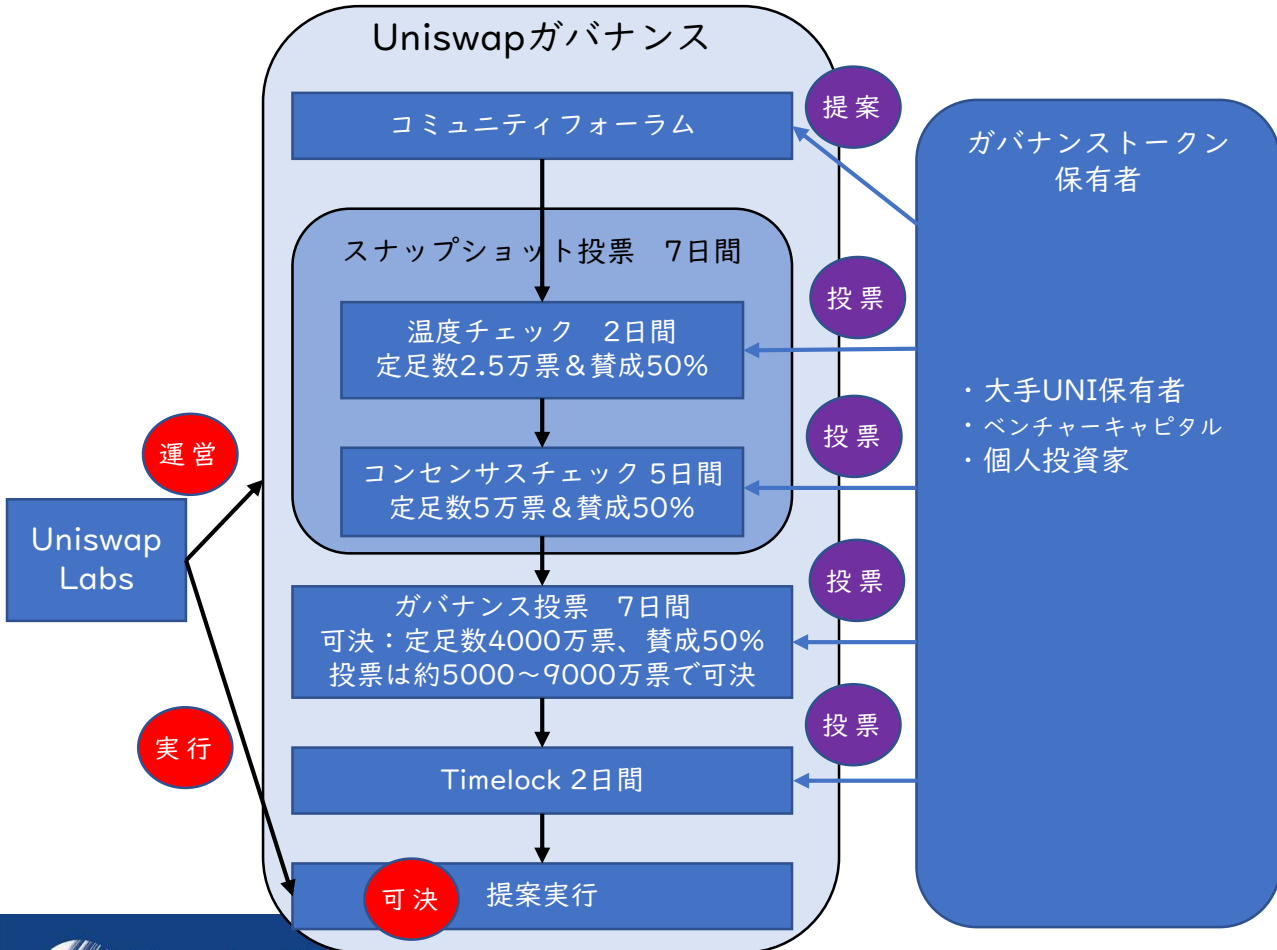 Uniswapガバナンス
コミュニティフォーラム
提案
ガバナンストークン
保有者
スナップショット投票　7日間
投票
温度チェック　2日間
定足数2.5万票＆賛成50%
・大手UNI保有者
・ベンチャーキャピタル
・個人投資家
投票
運営
コンセンサスチェック 5日間
定足数5万票＆賛成50%
Uniswap
Labs
投票
ガバナンス投票　7日間
可決：定足数4000万票、賛成50%
投票は約5000～9000万票で可決
投票
実行
Timelock 2日間
可決
提案実行